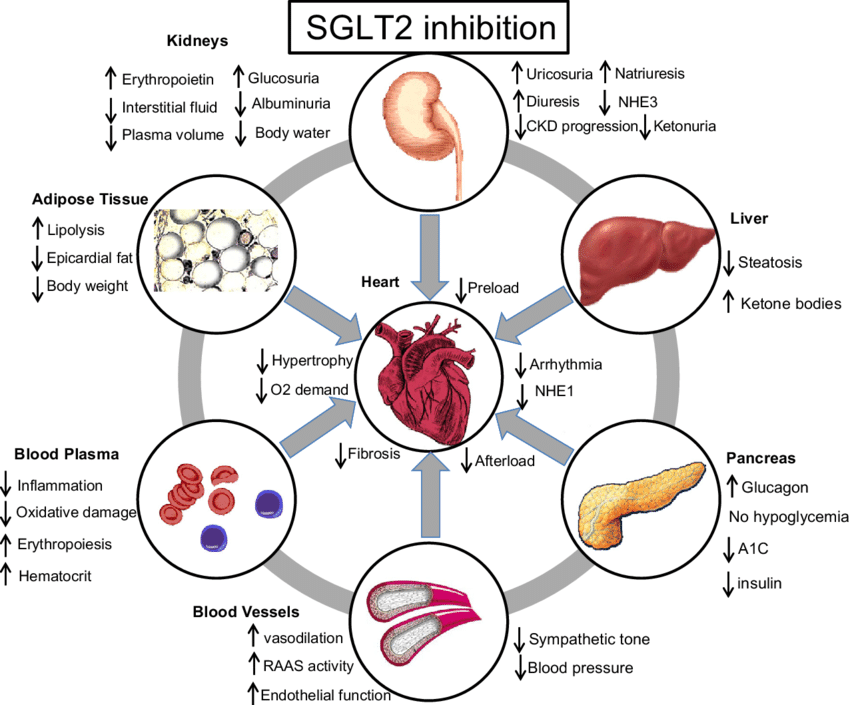 SGLT2 inhibition
Kidneys
↑ Erythropoietin ↑ Glucosuria
↓ Interstitial fluid ↓ Albuminuria
↓ Plasma volume ↓ Body water
↑ Uricosuria ↑ Natriuresis
↑ Diuresis ↓ NHE3
↓ CKD progression ↓ Ketonuria
Adipose Tissue
↑ Lipolysis
↓ Epicardial fat
↓ Body weight
Liver
↓ Steatosis
↑ Ketone bodies
Heart
↓ Preload
↓ Hypertrophy
↓ O2 demand
↓ Arrhythmia
↓ NHE1
↓ Fibrosis
↓ Afterload
Blood Plasma
↓ Inflammation
↓ Oxidative damage
↑ Erythropoiesis
↑ Hematocrit
Pancreas
↑ Glucagon
No hypoglycemia
↓ A1C
↓ insulin
Blood Vessels
↑ vasodilation
↑ RAAS activity
↑ Endothelial function
↓ Sympathetic tone
↓ Blood pressure